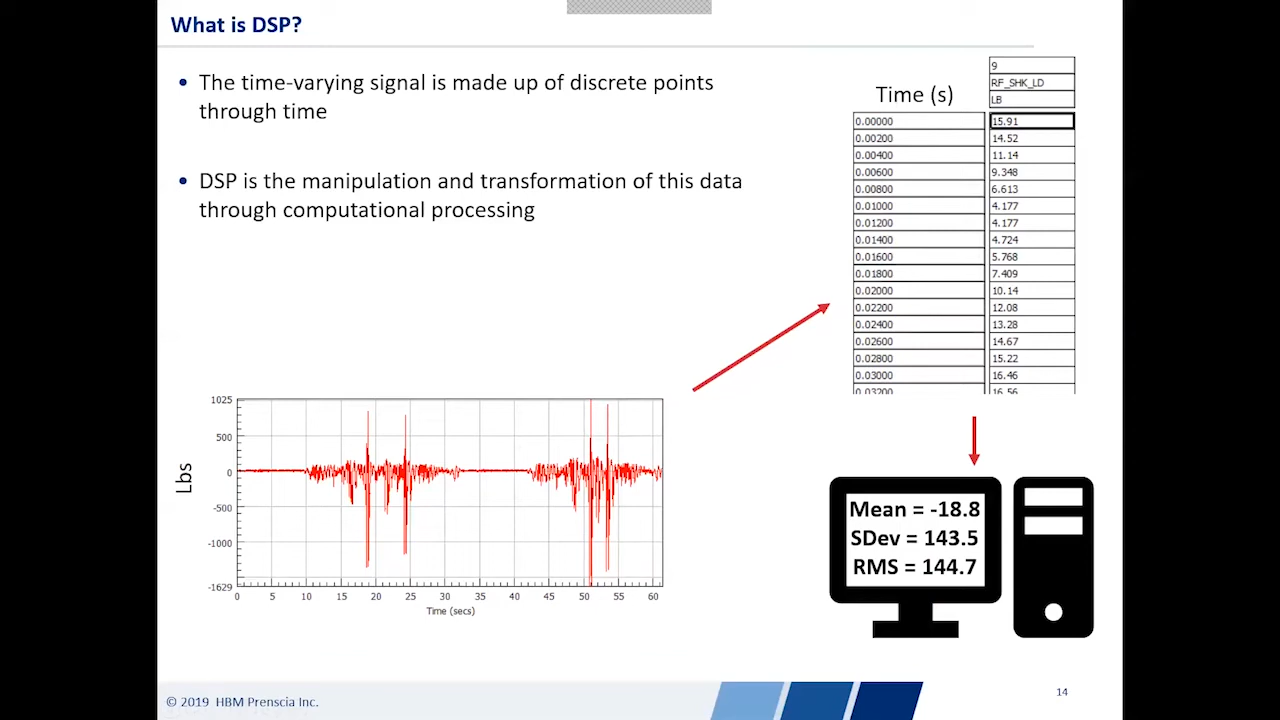 What is DSP?
• The time-varying signal is made up of discrete points
through time
• DSP is the manipulation and transformation of this data
through computational processing
Time (s)
9
RF_SHK_LD
LB
0.00000 15.91
0.00200 14.52
0.00400 11.14
0.00600 9.348
0.00800 6.613
0.01000 4.177
0.01200 4.177
0.01400 4.724
0.01600 5.768
0.01800 7.409
0.02000 10.14
0.02200 12.08
0.02400 13.28
0.02600 14.67
0.02800 15.22
0.03000 16.46
0.03200 16.56
Lbs
1025
500
0
-500
-1000
-1629
0 5 10 15 20 25 30 35 40 45 50 55 60
Time (secs)
Mean = -18.8
SDev = 143.5
RMS = 144.7
© 2019 HBM Prenscia Inc.
14